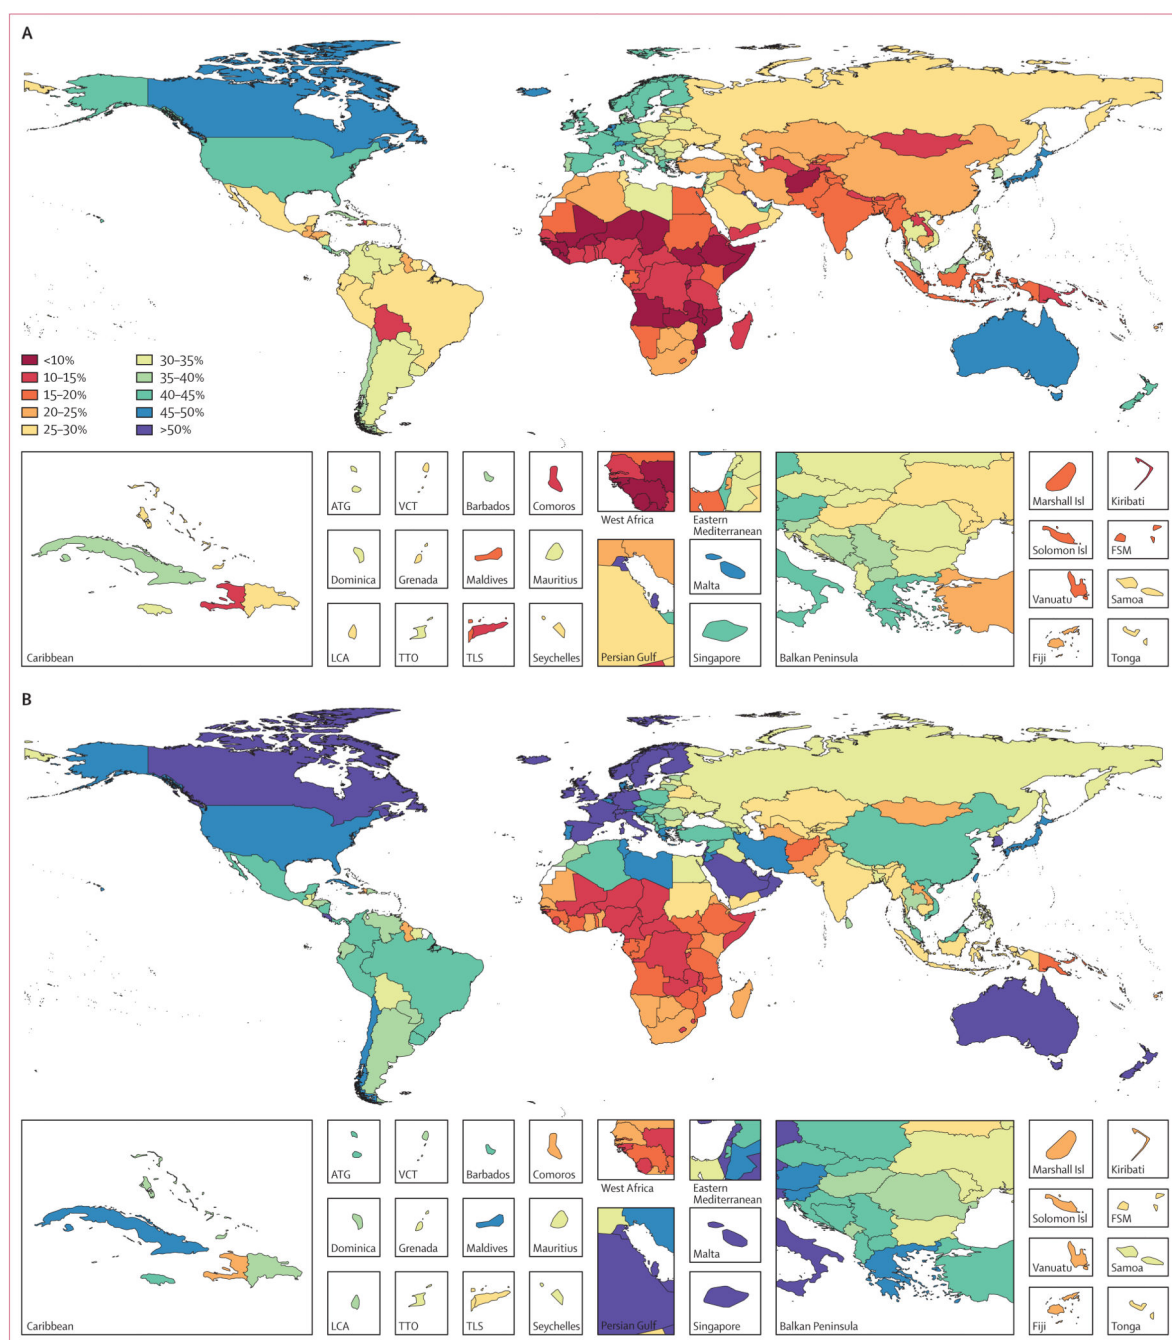 A
<10%
10–15%
15–20%
20–25%
25–30%
30–35%
35–40%
40–45%
45–50%
>50%
Caribbean
ATG
VCT
Barbados
Comoros
Dominica
Grenada
Maldives
Mauritius
LCA
TTO
TLS
Seychelles
West Africa
Eastern
Mediterranean
Persian Gulf
Malta
Singapore
Balkan Peninsula
Marshall Isl
Kiribati
Solomon Isl
FSM
Vanuatu
Samoa
Fiji
Tonga
B
Caribbean
ATG
VCT
Barbados
Comoros
Dominica
Grenada
Maldives
Mauritius
LCA
TTO
TLS
Seychelles
West Africa
Eastern
Mediterranean
Persian Gulf
Malta
Singapore
Balkan Peninsula
Marshall Isl
Kiribati
Solomon Isl
FSM
Vanuatu
Samoa
Fiji
Tonga